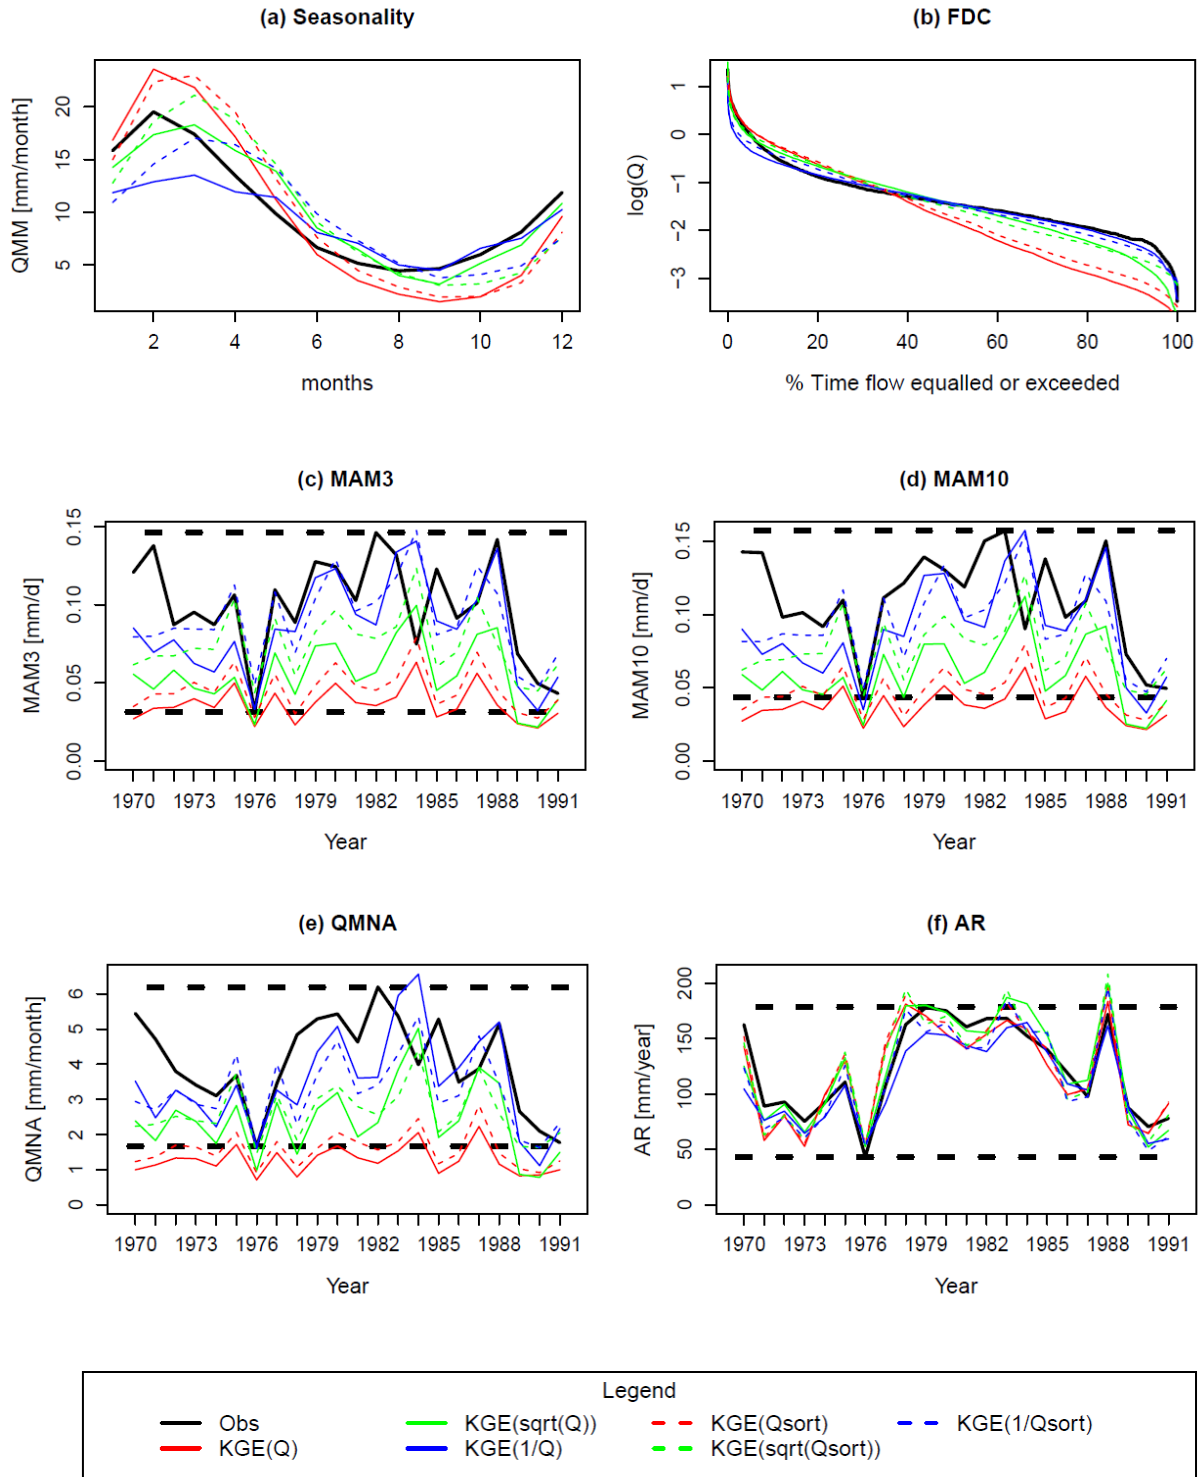 (a) Seasonality
QMM [mm/month]
5
10
15
20
2
4
6
8
10
12
months
(b) FDC
log(Q)
−3
−2
−1
0
1
0
20
40
60
80
100
% Time flow equalled or exceeded
(c) MAM3
MAM3 [mm/d]
0.00
0.05
0.10
0.15
1970
1973
1976
1979
1982
1985
1988
1991
Year
(d) MAM10
MAM10 [mm/d]
0.00
0.05
0.10
0.15
1970
1973
1976
1979
1982
1985
1988
1991
Year
(e) QMNA
QMNA [mm/month]
0
1
2
3
4
5
6
1970
1973
1976
1979
1982
1985
1988
1991
Year
(f) AR
AR [mm/year]
0
50
100
150
200
1970
1973
1976
1979
1982
1985
1988
1991
Year
Legend
Obs
KGE(Q)
KGE(sqrt(Q))
KGE(1/Q)
KGE(Qsort)
KGE(sqrt(Qsort))
KGE(1/Qsort)